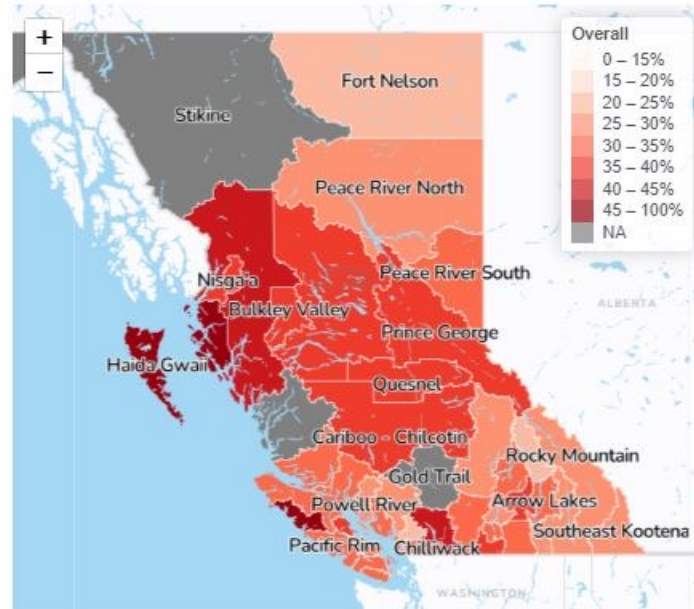 +
−
Overall
0 – 15%
15 – 20%
20 – 25%
25 – 30%
30 – 35%
35 – 40%
40 – 45%
45 – 100%
NA
Fort Nelson
Stikine
Peace River North
Peace River South
Nisga'a
Bulkley Valley
ALBERTA
Prince George
Haida Gwaii
Quesnel
Cariboo - Chilcotin
Rocky Mountain
Gold Trail
Powell River
Arrow Lakes
Southeast Kootena
Pacific Rim
Chilliwack
WASHINGTON